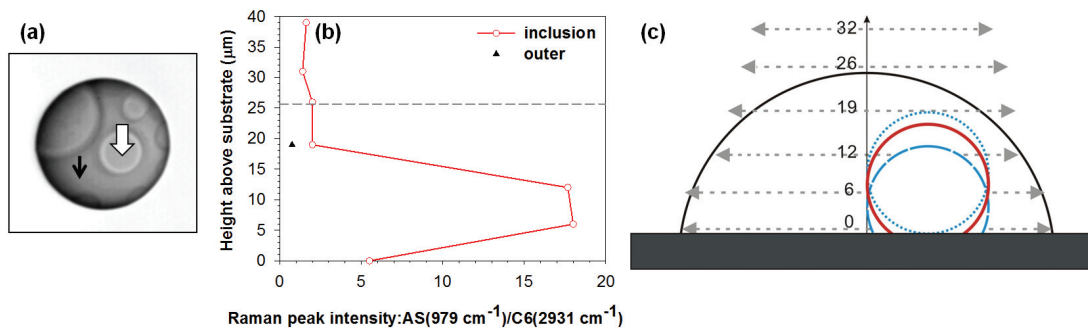 (a)
(b)
(c)
Height above substrate (μm)
40
35
30
25
20
15
10
5
0
inclusion
outer
0
5
10
15
20
Raman peak intensity:AS(979 cm⁻¹)/C6(2931 cm⁻¹)
32
26
19
12
6
0